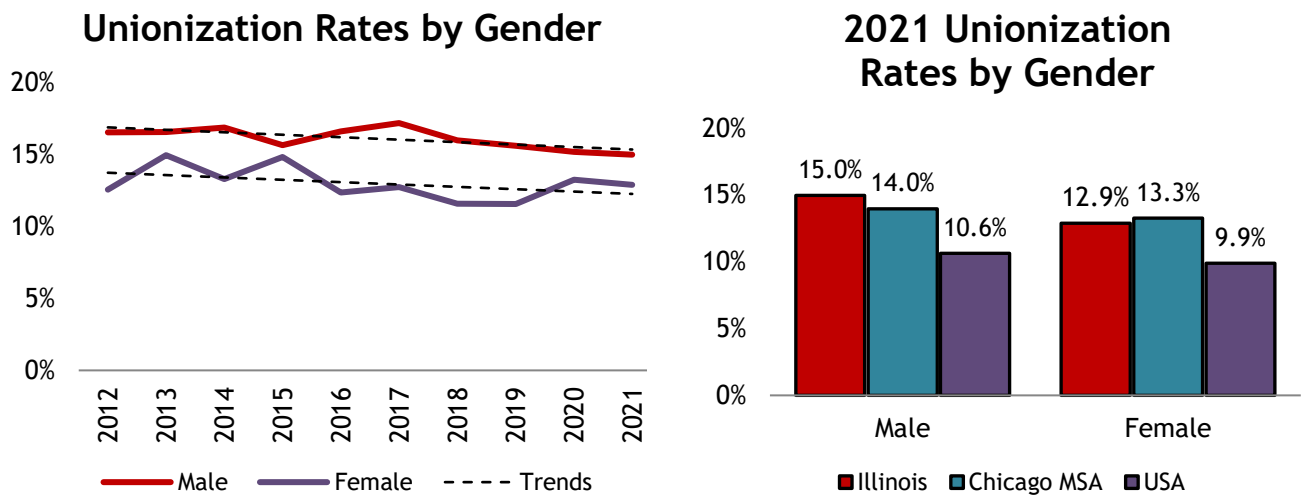 Unionization Rates by Gender
20%
15%
10%
5%
0%
2012
2013
2014
2015
2016
2017
2018
2019
2020
2021
Male
Female
Trends
2021 Unionization
Rates by Gender
20%
15%
10%
5%
0%
15.0%
14.0%
10.6%
12.9%
13.3%
9.9%
Male
Female
Illinois
Chicago MSA
USA